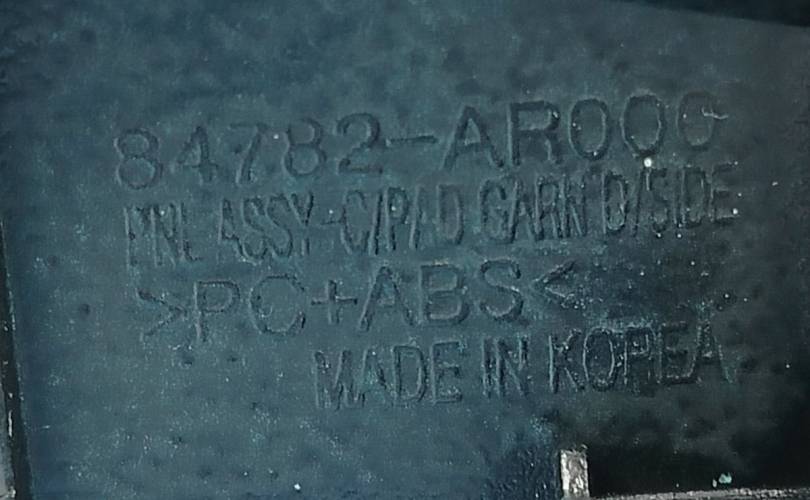 84782-AR000
PNL ASSY-C/PAD GARN'D/SIDE
>PC+ABS<
MADE IN KOREA